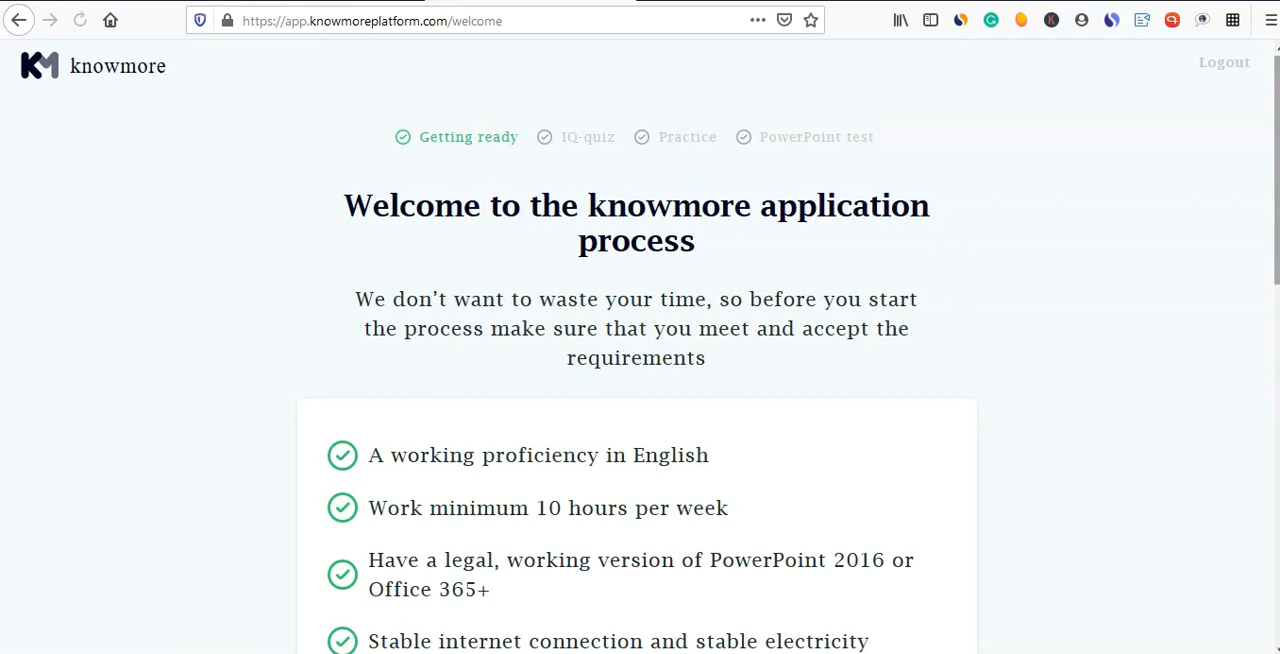 https://app.knowmoreplatform.com/welcome
KM knowmore
Logout
Getting ready IQ-quiz Practice PowerPoint test
Welcome to the knowmore application
process
We don’t want to waste your time, so before you start
the process make sure that you meet and accept the
requirements
A working proficiency in English
Work minimum 10 hours per week
Have a legal, working version of PowerPoint 2016 or
Office 365+
Stable internet connection and stable electricity